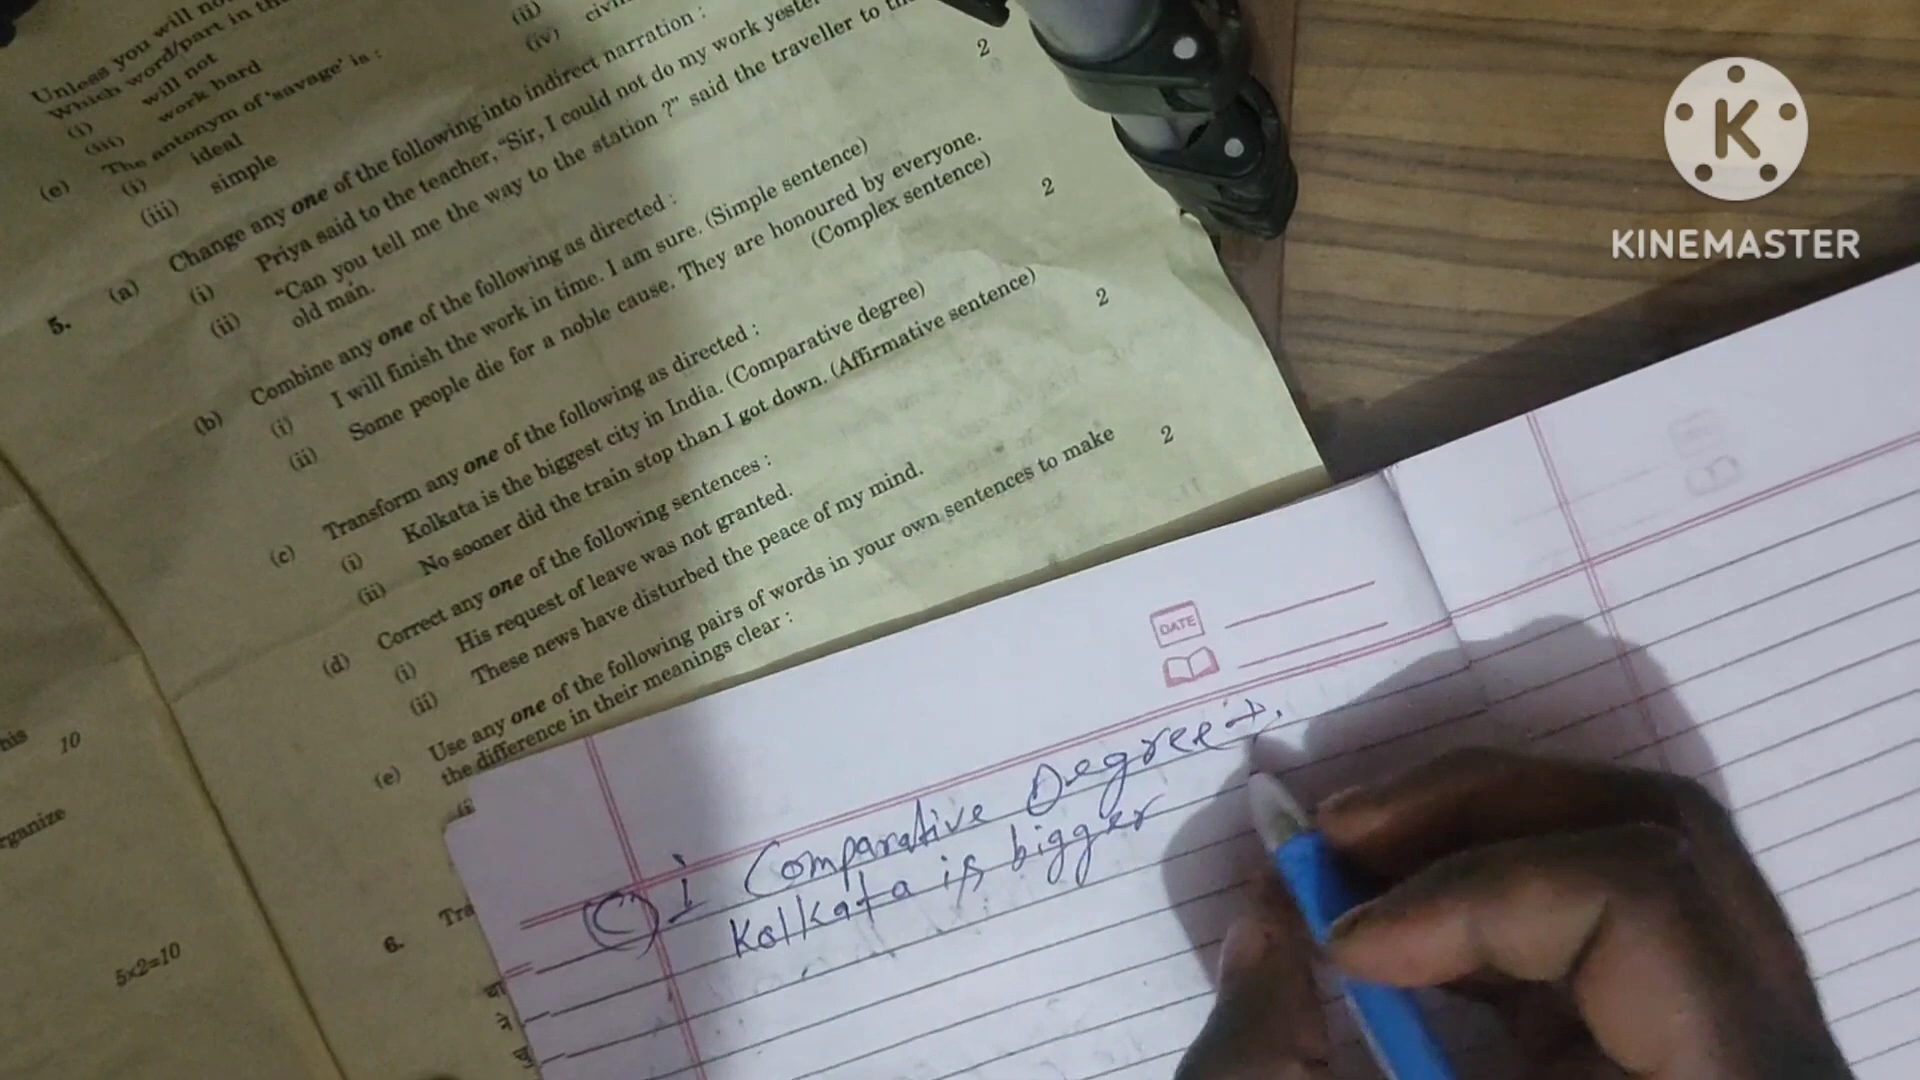 Unless you will no
Which word/part in th
(i) will not (ii)
(iii) work hard (iv) civil
(e) The antonym of 'savage' is :
(i) ideal
(iii) simple
5. (a) Change any one of the following into indirect narration : 2
(i) Priya said to the teacher, "Sir, I could not do my work yeste
(ii) "Can you tell me the way to the station ?" said the traveller to the
old man.
(b) Combine any one of the following as directed : 2
(i) I will finish the work in time. I am sure. (Simple sentence)
(ii) Some people die for a noble cause. They are honoured by everyone.
(Complex sentence)
(c) Transform any one of the following as directed : 2
(i) Kolkata is the biggest city in India. (Comparative degree)
(ii) No sooner did the train stop than I got down. (Affirmative sentence)
(d) Correct any one of the following sentences : 2
(i) His request of leave was not granted.
(ii) These news have disturbed the peace of my mind.
(e) Use any one of the following pairs of words in your own sentences to make
the difference in their meanings clear :
(i
6. Tra
his 10
rganize
5×2=10
DATE
(C) i Comparative Degree →.
Kolkata is bigger
K
KINEMASTER